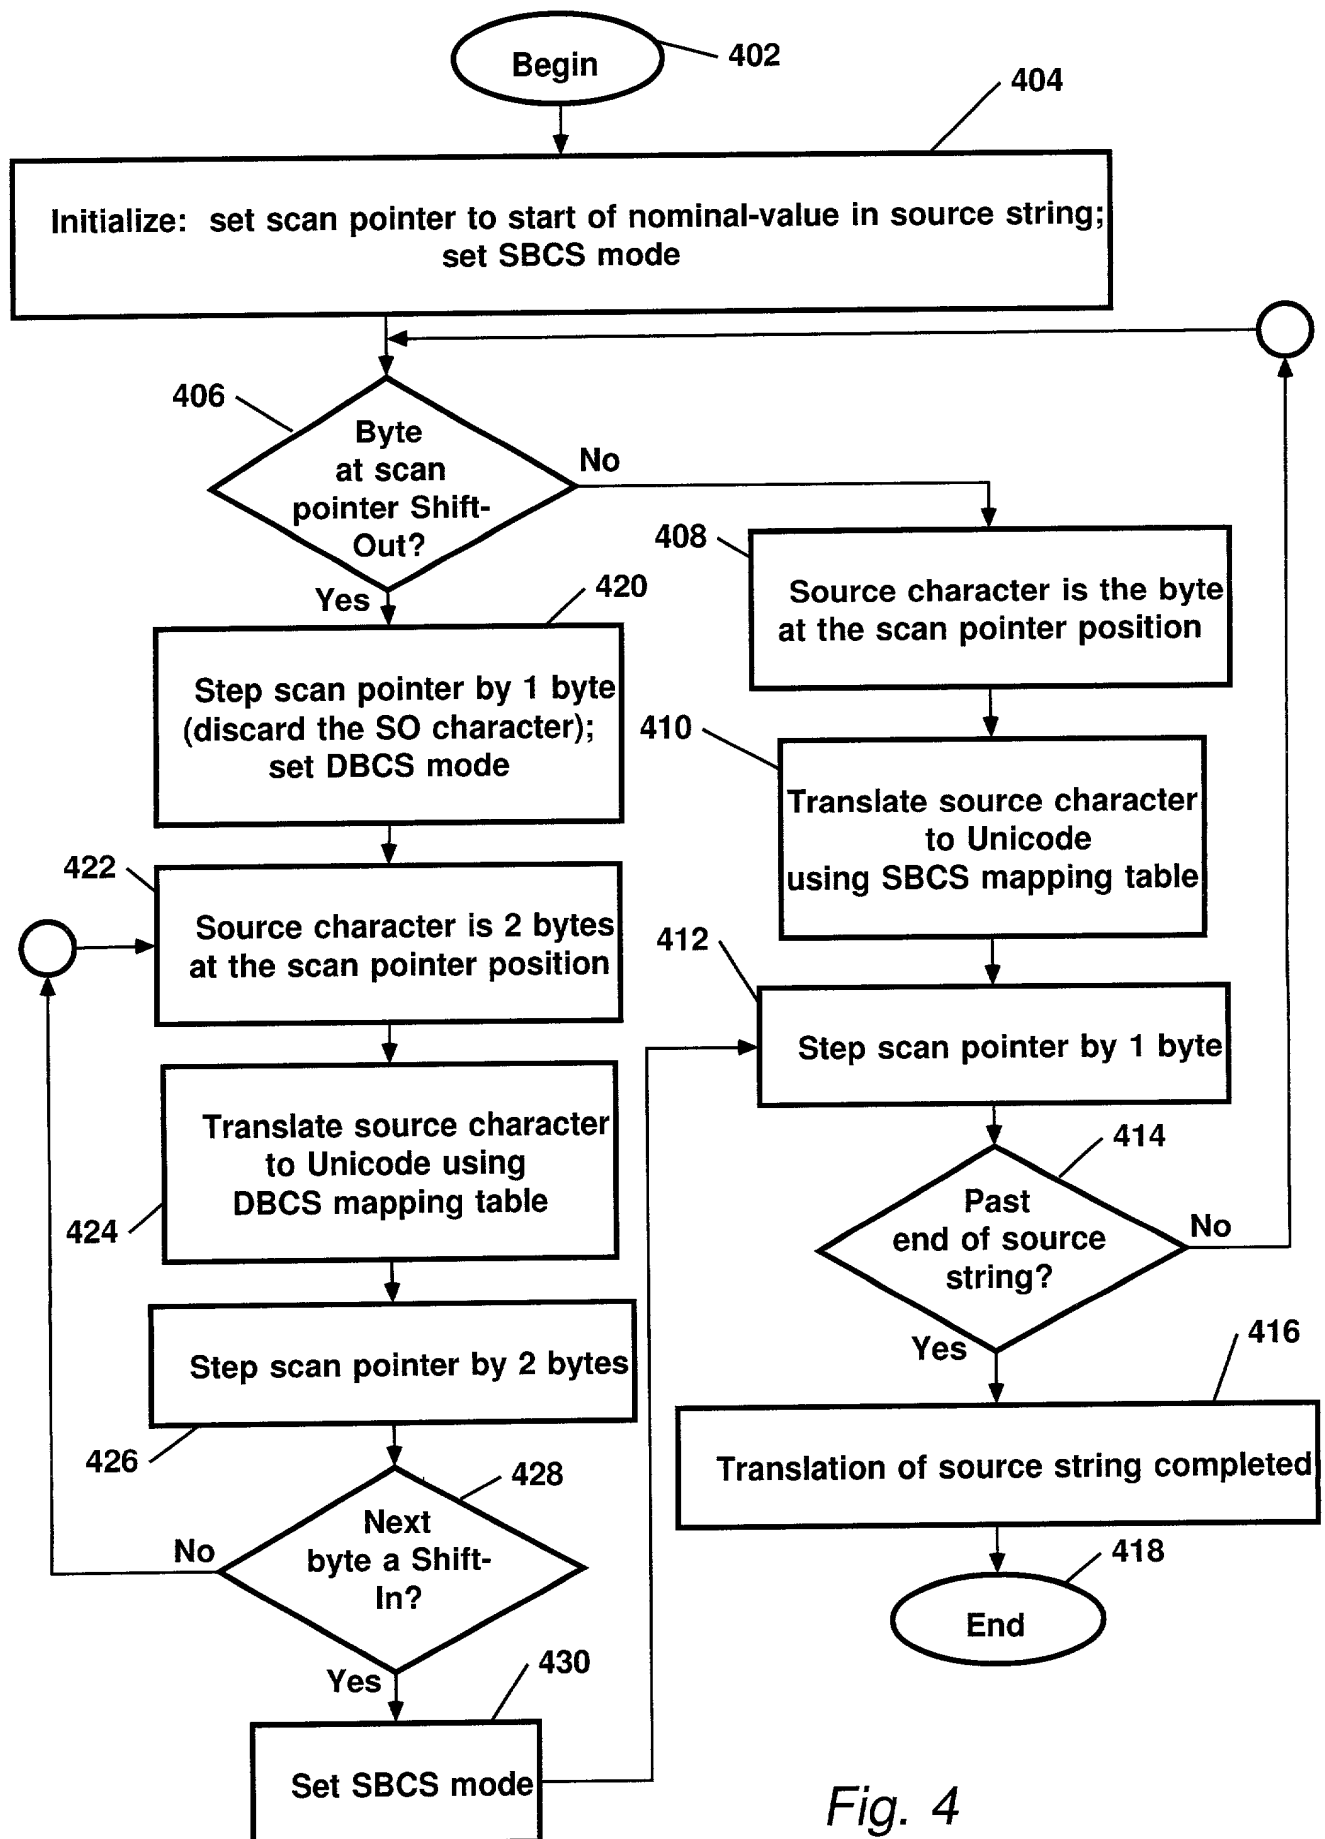 Begin
402
404
Initialize: set scan pointer to start of nominal-value in source string;
set SBCS mode
406
Byte
at scan
pointer Shift-
Out?
No
Yes
408
Source character is the byte
at the scan pointer position
420
Step scan pointer by 1 byte
(discard the SO character);
set DBCS mode
410
Translate source character
to Unicode
using SBCS mapping table
422
Source character is 2 bytes
at the scan pointer position
412
Step scan pointer by 1 byte
424
Translate source character
to Unicode using
DBCS mapping table
414
Past
end of source
string?
No
Yes
426
Step scan pointer by 2 bytes
416
Translation of source string completed
428
Next
byte a Shift-
In?
No
Yes
418
End
430
Set SBCS mode
Fig. 4